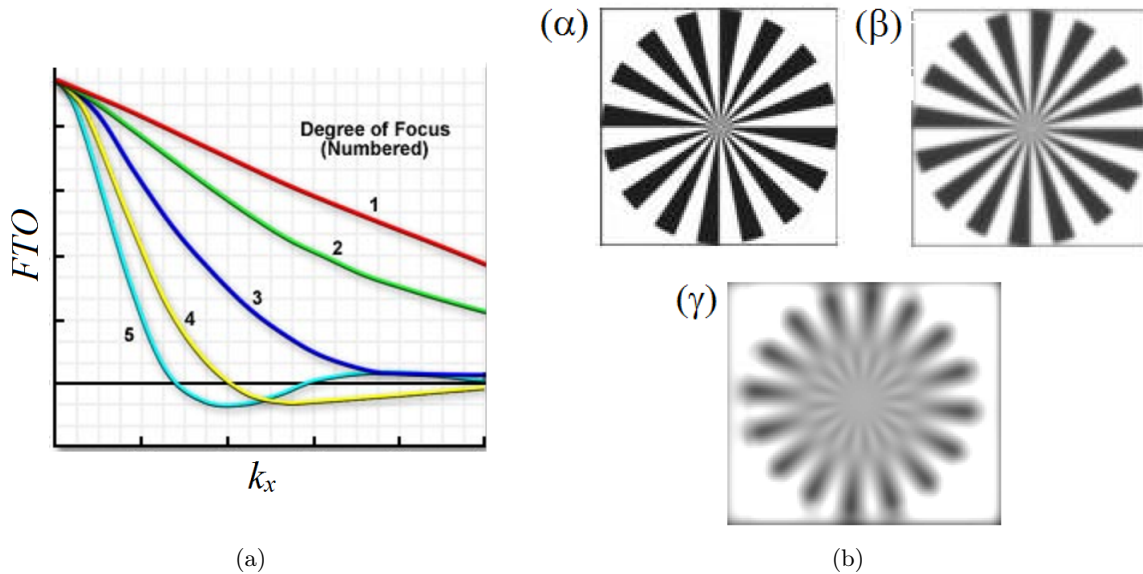 FTO
Degree of Focus
(Numbered)
1
2
3
4
5
k_x
(a)
(α)
(β)
(γ)
(b)